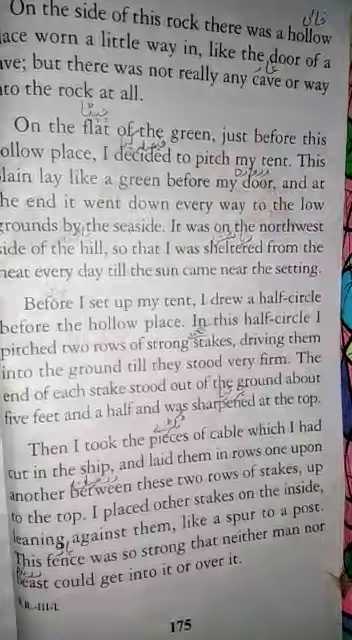 خالی
On the side of this rock there was a hollow
lace worn a little way in, like the door of a
غار
ave; but there was not really any cave or way
nto the rock at all.
چپٹا
On the flat of the green, just before this
ollow place, I decided to pitch my tent. This
دروازہ
lain lay like a green before my door, and at
he end it went down every way to the low
grounds by the seaside. It was on the northwest
ide of the hill, so that I was sheltered from the
heat every day till the sun came near the setting.
Before I set up my tent, I drew a half-circle
before the hollow place. In this half-circle I
pitched two rows of strong stakes, driving them
into the ground till they stood very firm. The
end of each stake stood out of the ground about
five feet and a half and was sharpened at the top.
Then I took the pieces of cable which I had
cut in the ship, and laid them in rows one upon
another between these two rows of stakes, up
to the top. I placed other stakes on the inside,
leaning against them, like a spur to a post.
This fence was so strong that neither man nor
beast could get into it or over it.
175